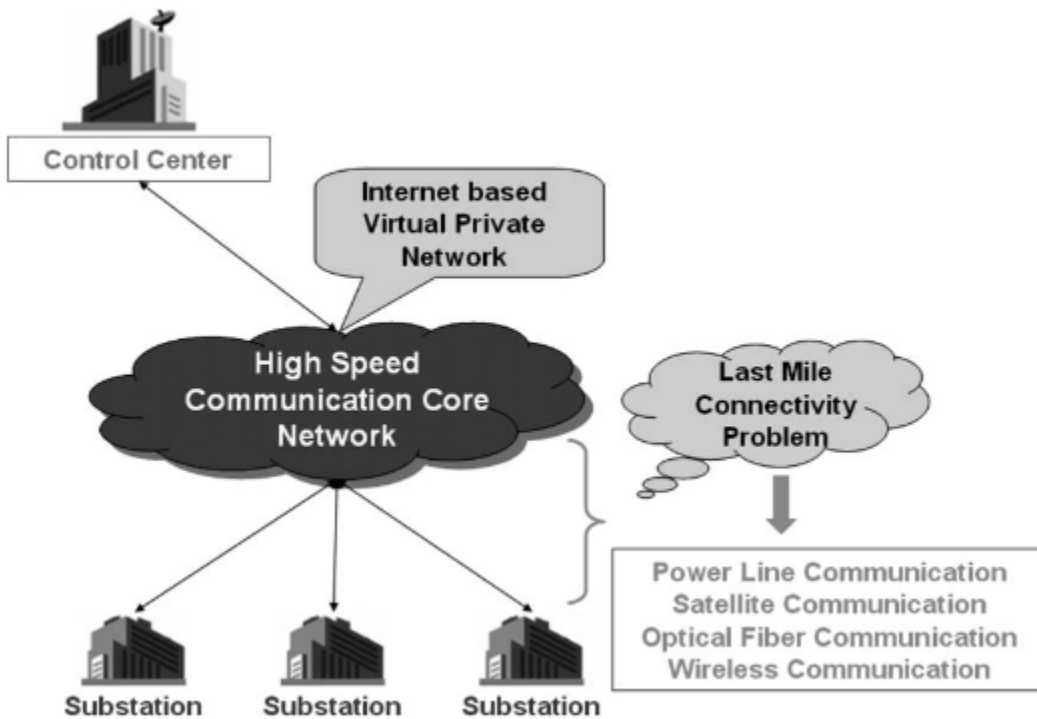 Control Center
Internet based
Virtual Private
Network
High Speed
Communication Core
Network
Last Mile
Connectivity
Problem
Power Line Communication
Satellite Communication
Optical Fiber Communication
Wireless Communication
Substation
Substation
Substation